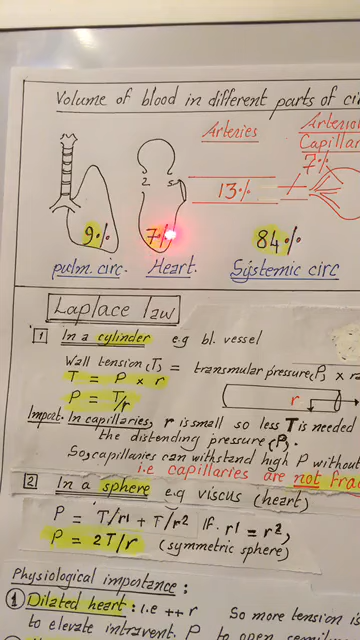 Volume of blood in different parts of cir
Arteries
Arteriol
Capillar
7%
2 5
13%
9%
7%
84%
pulm. circ. Heart. Systemic circ
Laplace law
1 In a cylinder e.g bl. vessel
Wall tension (T) = transmular pressure (P) x r
T = P x r
P = T/r
r
Import. In capillaries, r is small so less T is needed
the distending pressure (P).
So, capillaries can withstand high P without
i.e capillaries are not frag
2 In a sphere e.g viscus (heart)
P = T/r1 + T/r2 IF r1 = r2,
P = 2T/r (symmetric sphere)
Physiological importance :
1 Dilated heart : i.e ++ r So more tension is
to elevate intravent. P to open semilun